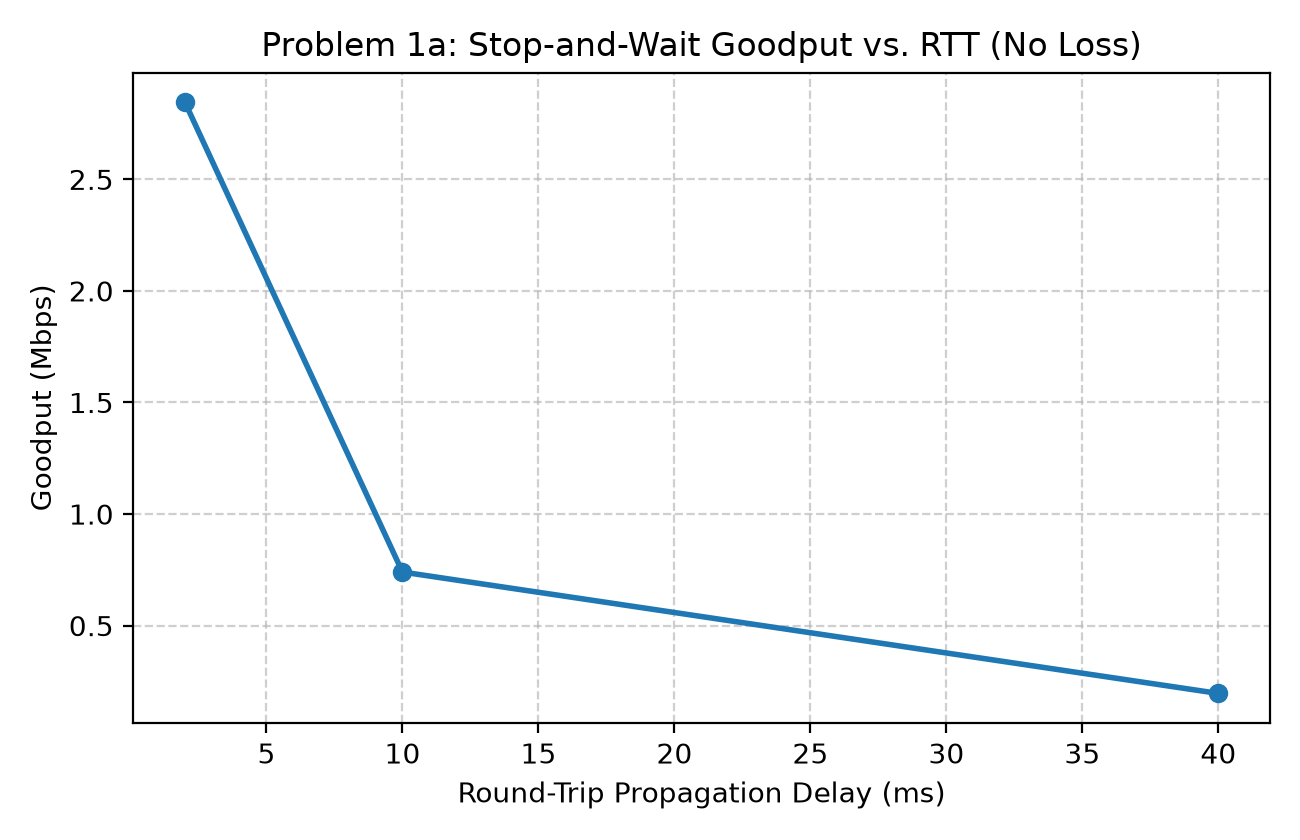 Problem 1a: Stop-and-Wait Goodput vs. RTT (No Loss)
Goodput (Mbps)
2.5
2.0
1.5
1.0
0.5
5 10 15 20 25 30 35 40
Round-Trip Propagation Delay (ms)